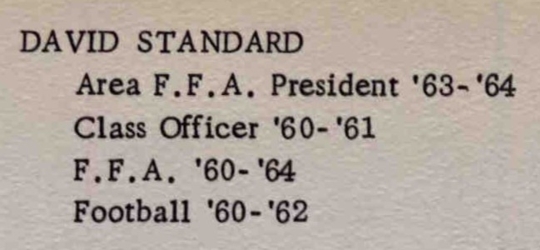 DAVID STANDARD
Area F.F.A. President '63-'64
Class Officer '60-'61
F.F.A. '60-'64
Football '60-'62